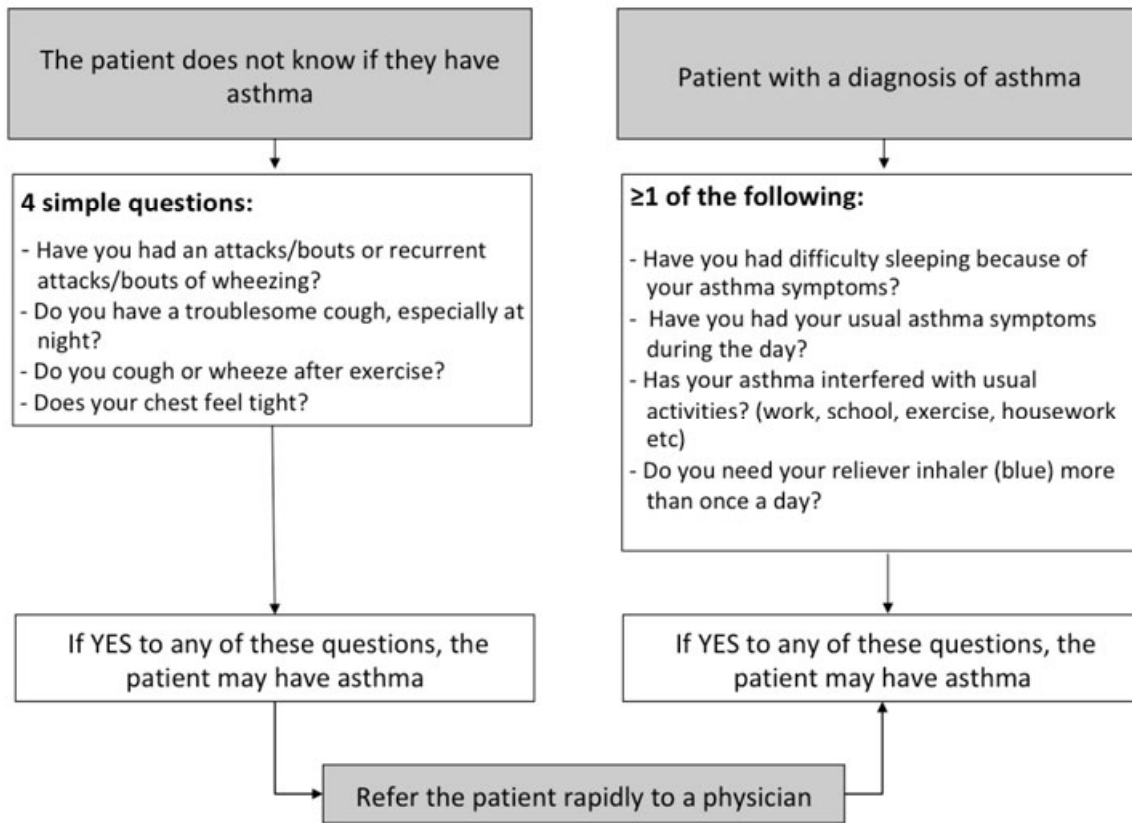 The patient does not know if they have
asthma
4 simple questions:
- Have you had an attacks/bouts or recurrent
attacks/bouts of wheezing?
- Do you have a troublesome cough, especially at
night?
- Do you cough or wheeze after exercise?
- Does your chest feel tight?
If YES to any of these questions, the
patient may have asthma
Patient with a diagnosis of asthma
≥1 of the following:
- Have you had difficulty sleeping because of
your asthma symptoms?
- Have you had your usual asthma symptoms
during the day?
- Has your asthma interfered with usual
activities? (work, school, exercise, housework
etc)
- Do you need your reliever inhaler (blue) more
than once a day?
If YES to any of these questions, the
patient may have asthma
Refer the patient rapidly to a physician